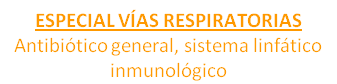 ESPECIAL VÍAS RESPIRATORIAS
Antibiótico general, sistema linfático
inmunológico